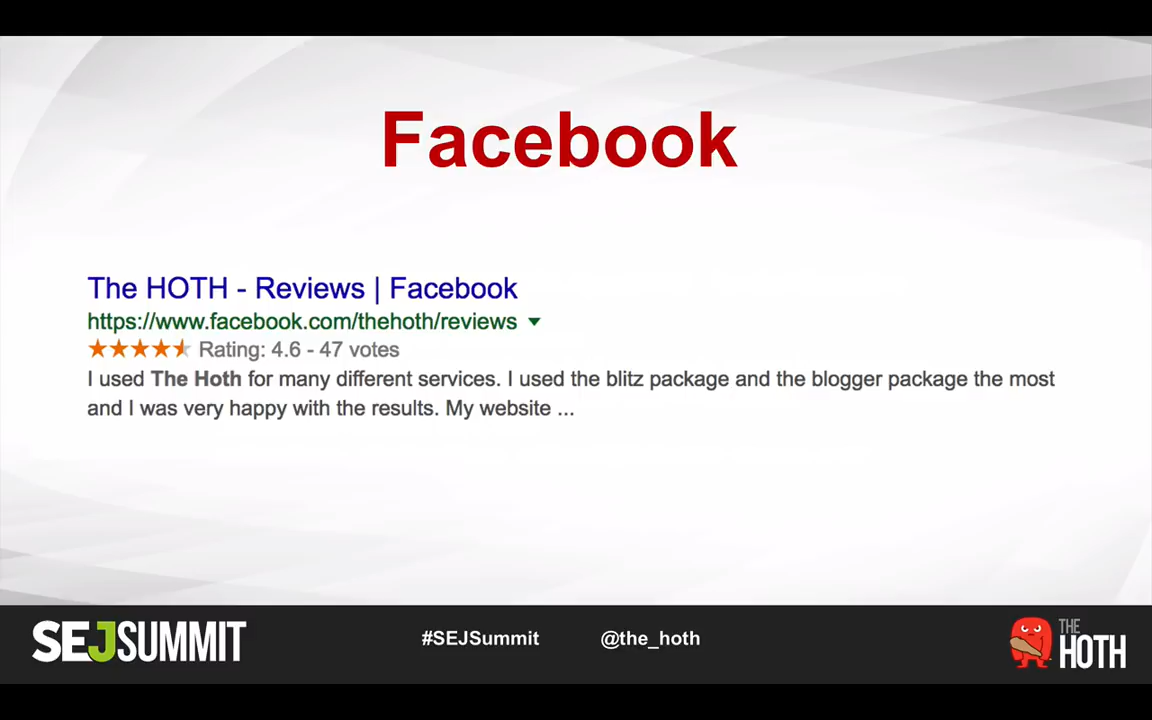 Facebook
The HOTH - Reviews | Facebook
https://www.facebook.com/thehoth/reviews
Rating: 4.6 - 47 votes
I used The Hoth for many different services. I used the blitz package and the blogger package the most
and I was very happy with the results. My website ...
SEJSUMMIT
#SEJSummit
@the_hoth
THE
HOTH